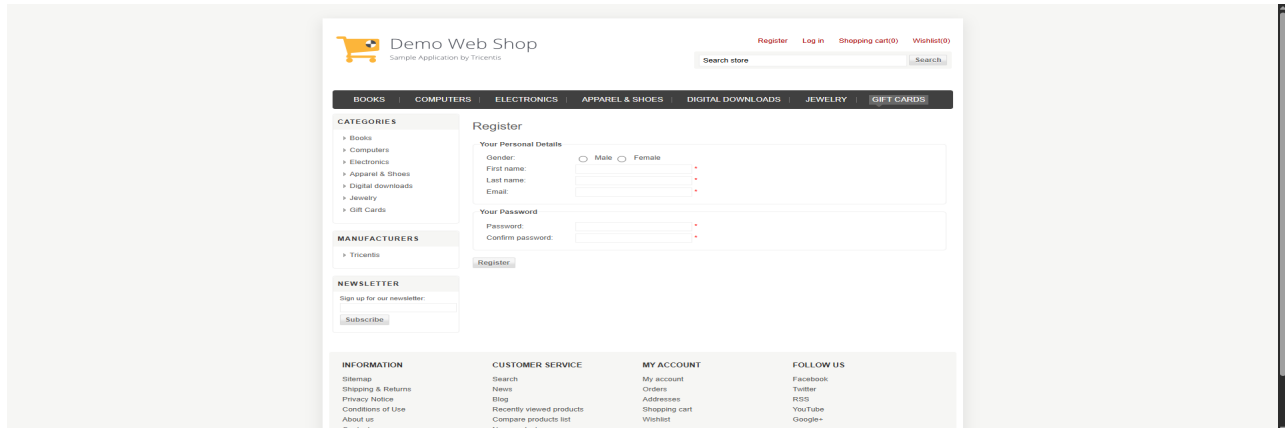 Demo Web Shop
Sample Application by Tricentis
Register Log in Shopping cart(0) Wishlist(0)
Search store Search
BOOKS | COMPUTERS | ELECTRONICS | APPAREL & SHOES | DIGITAL DOWNLOADS | JEWELRY | GIFT CARDS
CATEGORIES
Books
Computers
Electronics
Apparel & Shoes
Digital downloads
Jewelry
Gift Cards
MANUFACTURERS
Tricentis
NEWSLETTER
Sign up for our newsletter:
Subscribe
Register
Your Personal Details
Gender: Male Female
First name: *
Last name: *
Email: *
Your Password
Password: *
Confirm password: *
Register
INFORMATION
Sitemap
Shipping & Returns
Privacy Notice
Conditions of Use
About us
CUSTOMER SERVICE
Search
News
Blog
Recently viewed products
Compare products list
MY ACCOUNT
My account
Orders
Addresses
Shopping cart
Wishlist
FOLLOW US
Facebook
Twitter
RSS
YouTube
Google+